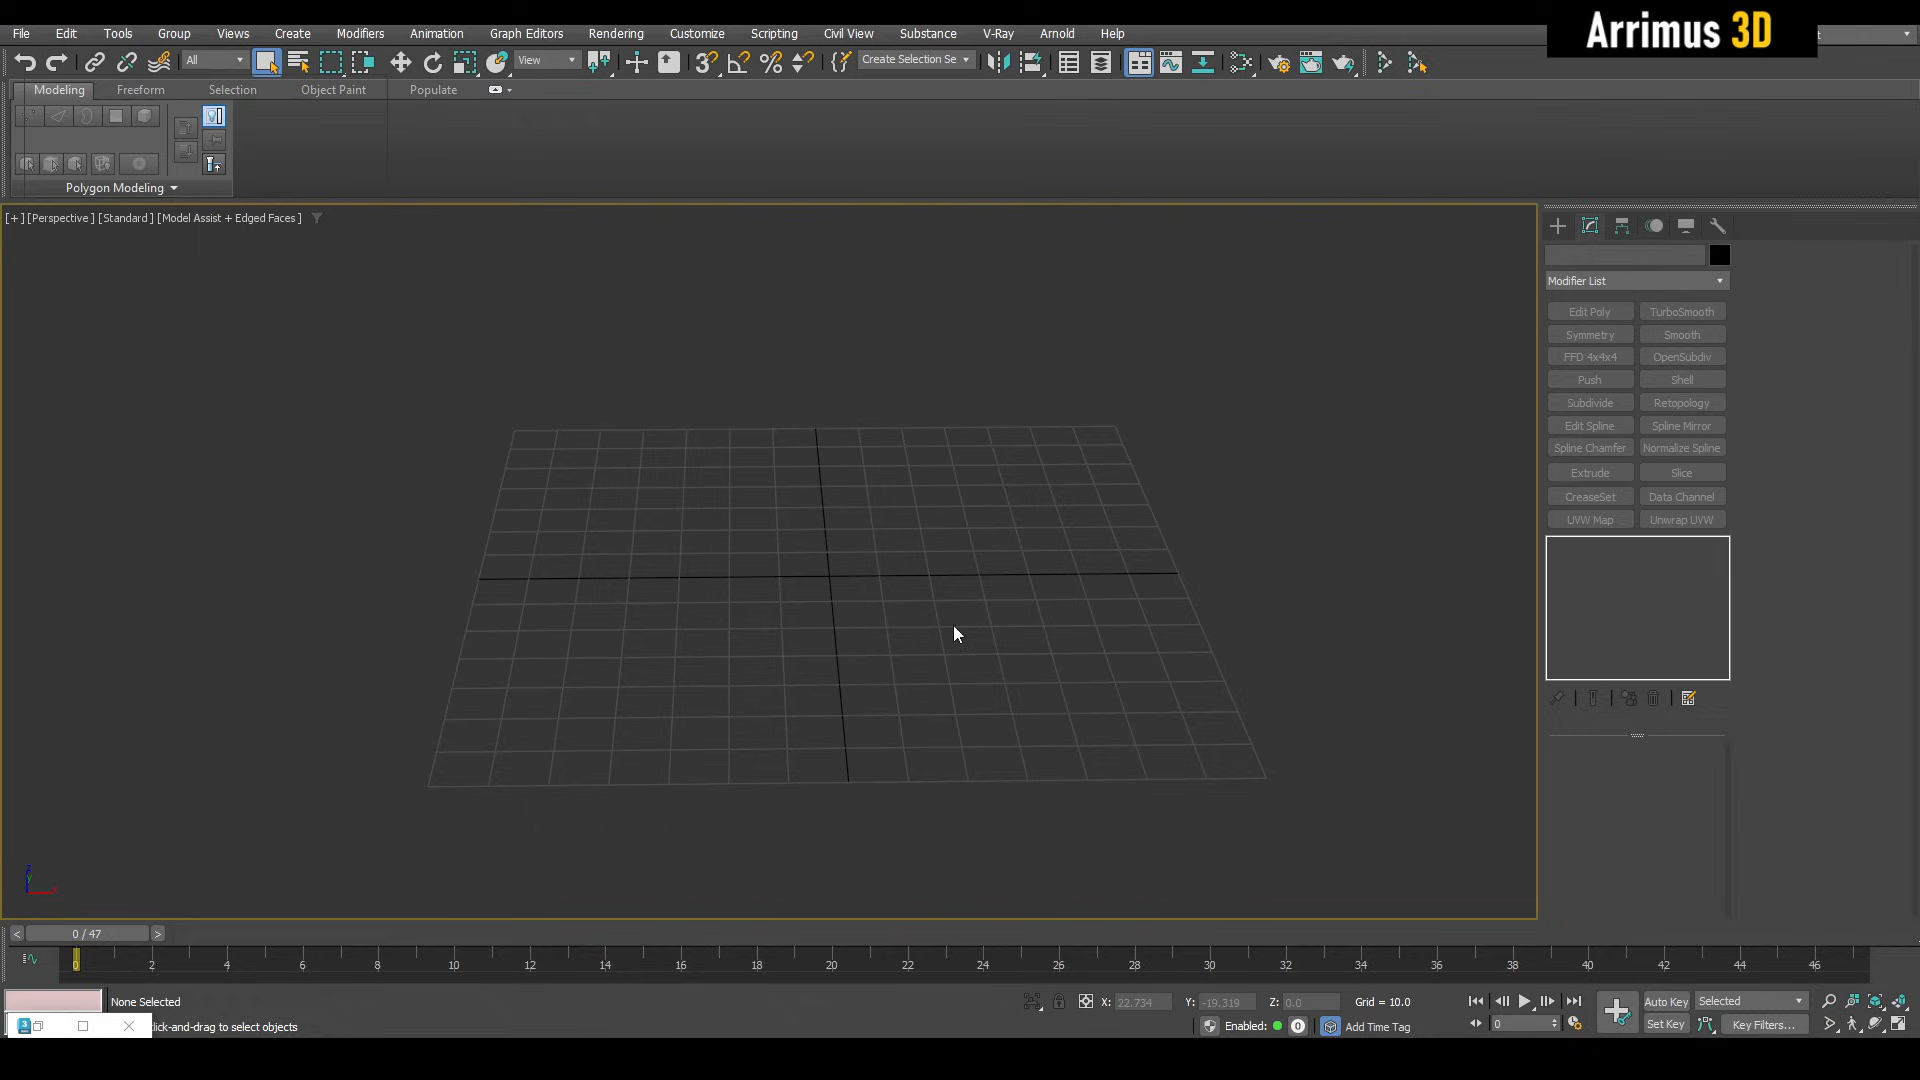 Arrimus 3D
File Edit Tools Group Views Create Modifiers Animation Graph Editors Rendering Customize Scripting Civil View Substance V-Ray Arnold Help
All View Create Selection Se
Modeling Freeform Selection Object Paint Populate
Polygon Modeling
[+] [Perspective] [Standard] [Model Assist + Edged Faces]
Modifier List
Edit Poly TurboSmooth
Symmetry Smooth
FFD 4x4x4 OpenSubdiv
Push Shell
Subdivide Retopology
Edit Spline Spline Mirror
Spline Chamfer Normalize Spline
Extrude Slice
CreaseSet Data Channel
UVW Map Unwrap UVW
< 0 / 47 >
0 2 4 6 8 10 12 14 16 18 20 22 24 26 28 30 32 34 36 38 40 42 44 46
None Selected X: 22.734 Y: -19.319 Z: 0.0 Grid = 10.0 Auto Key Selected
click-and-drag to select objects Enabled: 0 Add Time Tag 0 Set Key Key Filters...